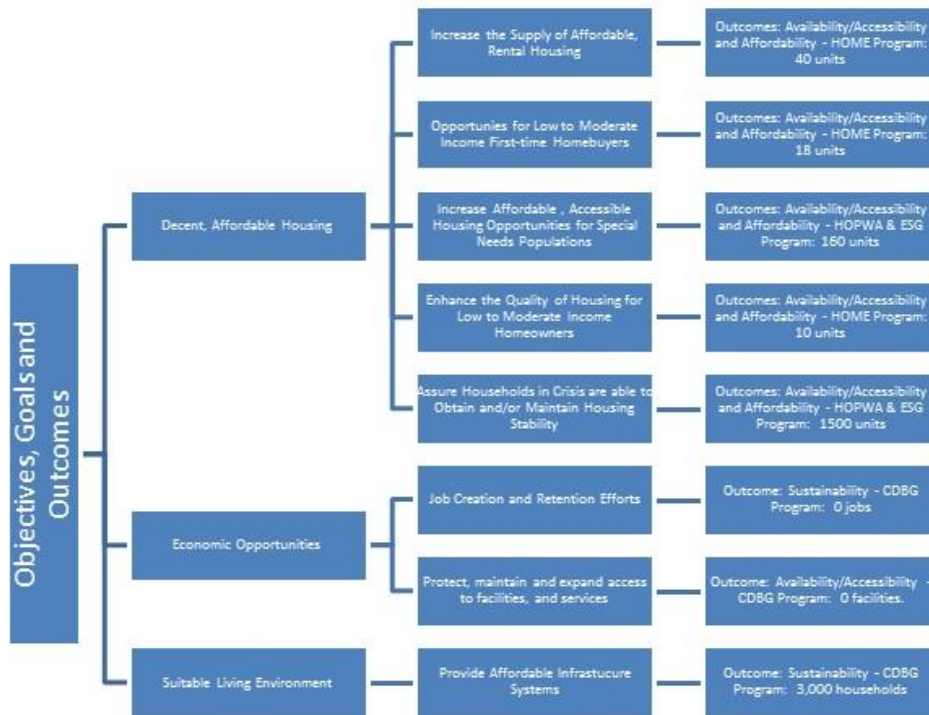 Objectives, Goals and
Outcomes
Decent, Affordable Housing
Increase the Supply of Affordable,
Rental Housing
Outcomes: Availability/Accessibility
and Affordability - HOME Program:
40 units
Opportunies for Low to Moderate
Income First-time Homebuyers
Outcomes: Availability/Accessibility
and Affordability - HOME Program:
18 units
Increase Affordable , Accessible
Housing Opportunities for Special
Needs Populations
Outcomes: Availability/Accessibility
and Affordability - HOPWA & ESG
Program: 160 units
Enhance the Quality of Housing for
Low to Moderate Income
Homeowners
Outcomes: Availability/Accessibility
and Affordability - HOME Program:
10 units
Assure Households in Crisis are able to
Obtain and/or Maintain Housing
Stability
Outcomes: Availability/Accessibility
and Affordability - HOPWA & ESG
Program: 1500 units
Economic Opportunities
Job Creation and Retention Efforts
Outcome: Sustainability - CDBG
Program: 0 jobs
Protect, maintain and expand access
to facilities, and services
Outcome: Availability/Accessibility -
CDBG Program: 0 facilities.
Suitable Living Environment
Provide Affordable Infrastucure
Systems
Outcome: Sustainability - CDBG
Program: 3,000 households